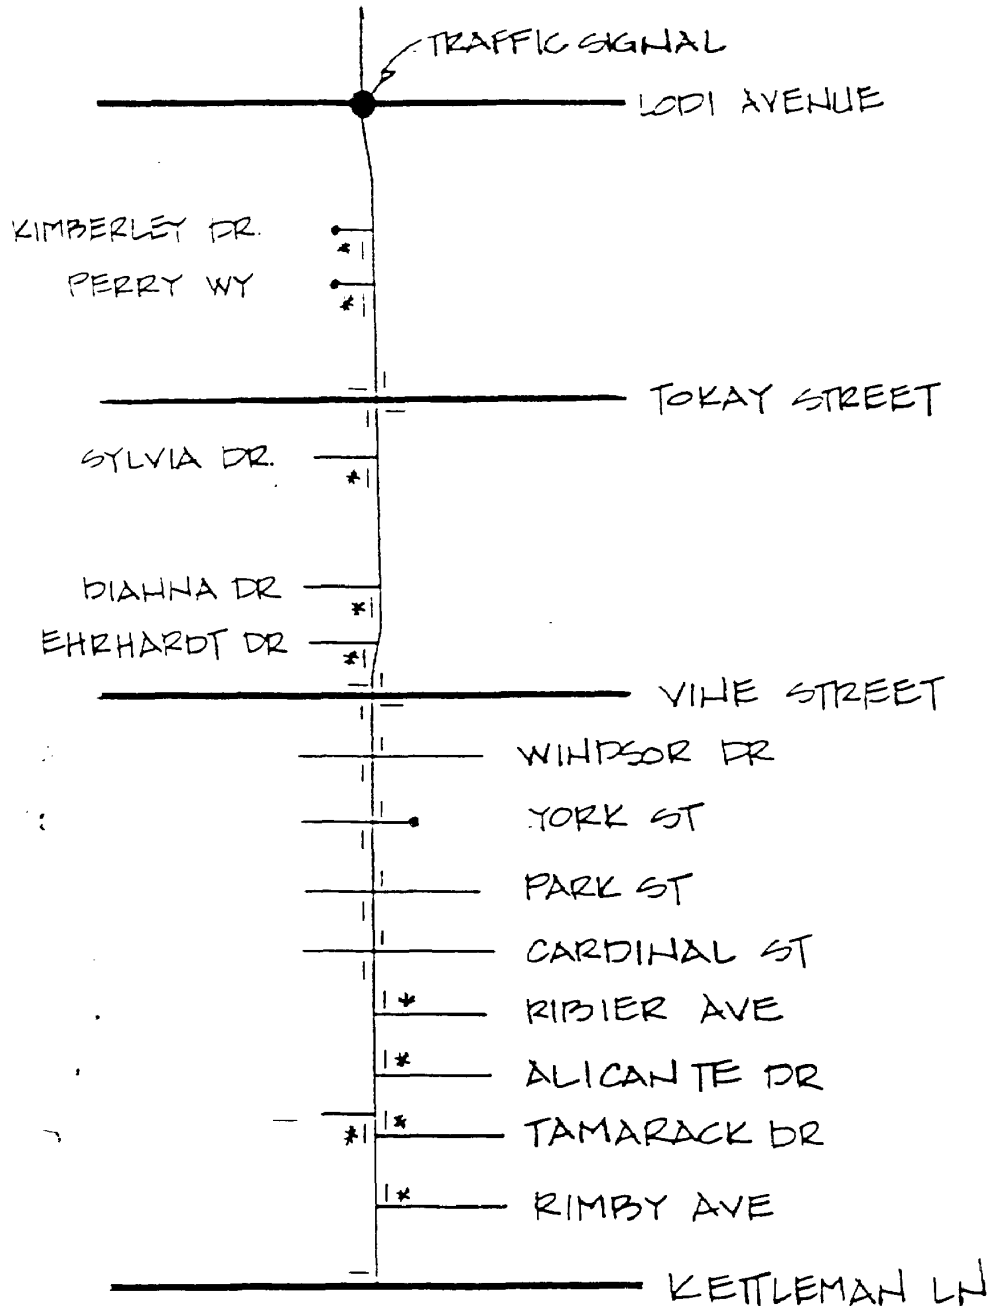 TRAFFIC SIGNAL
LODI AVENUE
KIMBERLEY DR.
*
PERRY WY
*
TOKAY STREET
SYLVIA DR.
*
DIANNA DR
*
EHRHARDT DR
*
VINE STREET
WINDSOR DR
YORK ST
PARK ST
CARDINAL ST
*
RIBIER AVE
*
ALICANTE DR
*
* TAMARACK DR
*
RIMBY AVE
KETTLEMAN LN